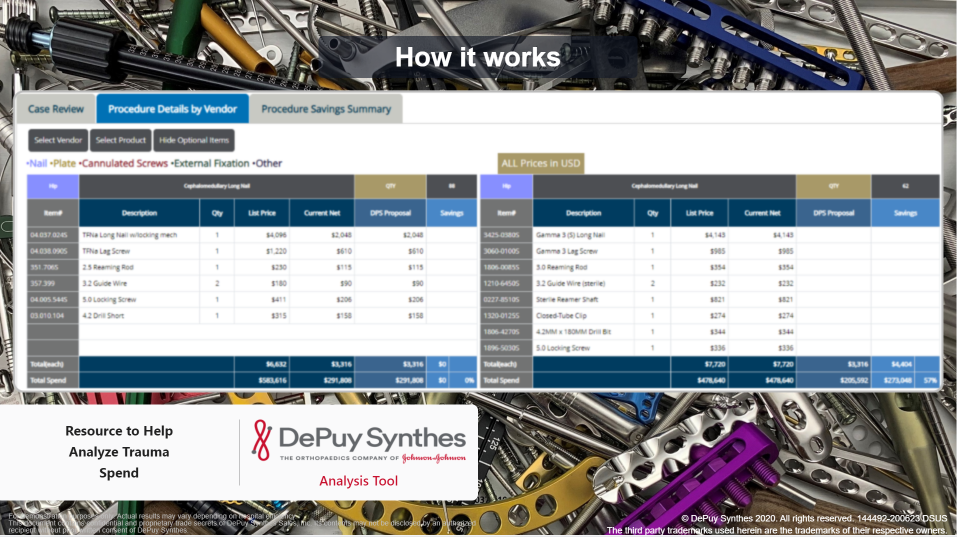 How it works
Case Review Procedure Details by Vendor Procedure Savings Summary
Select Vendor Select Product Hide Optional Items
•Nail •Plate •Cannulated Screws •External Fixation •Other
ALL Prices in USD
Hip Cephalomedullary Long Nail QTY 88
Item# Description Qty List Price Current Net DPS Proposal Savings
04.037.024S TFNa Long Nail w/locking mech 1 $4,096 $2,048 $2,048
04.038.090S TFNa Leg Screw 1 $1,220 $610 $610
351.706S 2.5 Reaming Rod 1 $230 $115 $115
357.399 3.2 Guide Wire 2 $180 $90 $90
04.005.544S 5.0 Locking Screw 1 $411 $206 $206
03.010.104 4.2 Drill Short 1 $315 $158 $158
Total(each) $6,632 $3,316 $3,316 $0
Total Spend $583,616 $291,808 $291,808 $0 0%
Hip Cephalomedullary Long Nail QTY 62
Item# Description Qty List Price Current Net DPS Proposal Savings
3425-0380S Gamma 3 (S) Long Nail 1 $4,143 $4,143
3060-0100S Gamma 3 Leg Screw 1 $985 $985
1806-0085S 3.0 Reaming Rod 1 $354 $354
1210-6450S 3.2 Guide Wire (sterile) 2 $232 $232
0227-8510S Sterile Reamer Shaft 1 $821 $821
1320-0125S Closed-Tube Clip 1 $274 $274
1806-4270S 4.2MM x 180MM Drill Bit 1 $344 $344
1896-5030S 5.0 Locking Screw 1 $336 $336
Total(each) $7,720 $7,720 $3,316 $4,404
Total Spend $478,640 $478,640 $205,592 $273,048 57%
Resource to Help
Analyze Trauma
Spend
DePuy Synthes
THE ORTHOPAEDICS COMPANY OF Johnson & Johnson
Analysis Tool
125
Actual results may vary depending on hospital
This document confidential and proprietary trade secrets of DePuy Synthes Sales, Inc. may not be disclosed by
recipient consent of DePuy Synthes.
© DePuy Synthes 2020. All rights reserved. 144492-200623 DSUS
The third party trademarks used herein are the trademarks of their respective owners.